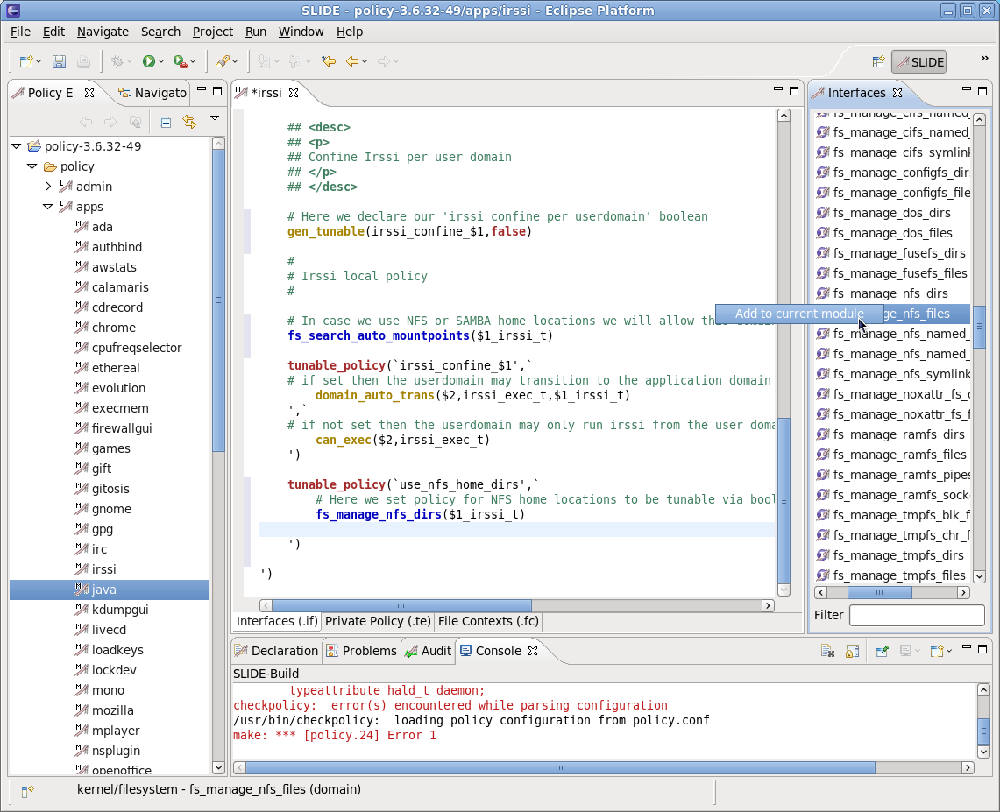 SLIDE - policy-3.6.32-49/apps/irssi - Eclipse Platform
File Edit Navigate Search Project Run Window Help
SLIDE
»
Policy E
Navigato
policy-3.6.32-49
policy
admin
apps
ada
authbind
awstats
calamaris
cdrecord
chrome
cpufreqselector
ethereal
evolution
execmem
firewallgui
games
gift
gitosis
gnome
gpg
irc
irssi
java
kdumpgui
livecd
loadkeys
lockdev
mono
mozilla
mplayer
nsplugin
openoffice
*irssi
## <desc>
## <p>
## Confine Irssi per user domain
## </p>
## </desc>
# Here we declare our 'irssi confine per userdomain' boolean
gen_tunable(irssi_confine_$1,false)
#
# Irssi local policy
#
# In case we use NFS or SAMBA home locations we will allow th
fs_search_auto_mountpoints($1_irssi_t)
tunable_policy(`irssi_confine_$1',`
# if set then the userdomain may transition to the application domain
domain_auto_trans($2,irssi_exec_t,$1_irssi_t)
',`
# if not set then the userdomain may only run irssi from the user doma
can_exec($2,irssi_exec_t)
')
tunable_policy(`use_nfs_home_dirs',`
# Here we set policy for NFS home locations to be tunable via bool
fs_manage_nfs_dirs($1_irssi_t)
')
')
Interfaces (.if) Private Policy (.te) File Contexts (.fc)
Interfaces
fs_manage_cifs_named_
fs_manage_cifs_named_
fs_manage_cifs_symlink
fs_manage_configfs_dir
fs_manage_configfs_file
fs_manage_dos_dirs
fs_manage_dos_files
fs_manage_fusefs_dirs
fs_manage_fusefs_files
fs_manage_nfs_dirs
Add to current module
ge_nfs_files
fs_manage_nfs_named_
fs_manage_nfs_named_
fs_manage_nfs_symlink
fs_manage_noxattr_fs_d
fs_manage_noxattr_fs_f
fs_manage_ramfs_dirs
fs_manage_ramfs_files
fs_manage_ramfs_pipes
fs_manage_ramfs_sock
fs_manage_tmpfs_blk_f
fs_manage_tmpfs_chr_f
fs_manage_tmpfs_dirs
fs_manage_tmpfs_files
Filter
Declaration Problems Audit Console
SLIDE-Build
typeattribute hald_t daemon;
checkpolicy:  error(s) encountered while parsing configuration
/usr/bin/checkpolicy:  loading policy configuration from policy.conf
make: *** [policy.24] Error 1
kernel/filesystem - fs_manage_nfs_files (domain)